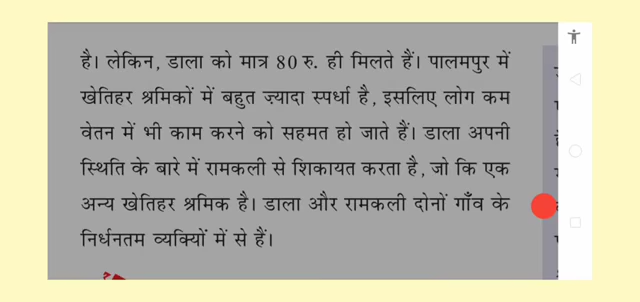 है। लेकिन, डाला को मात्र 80 रु. ही मिलते हैं। पालमपुर में
खेतिहर श्रमिकों में बहुत ज़्यादा स्पर्धा है, इसलिए लोग कम
वेतन में भी काम करने को सहमत हो जाते हैं। डाला अपनी
स्थिति के बारे में रामकली से शिकायत करता है, जो कि एक
अन्य खेतिहर श्रमिक है। डाला और रामकली दोनों गाँव के
निर्धनतम व्यक्तियों में से हैं।